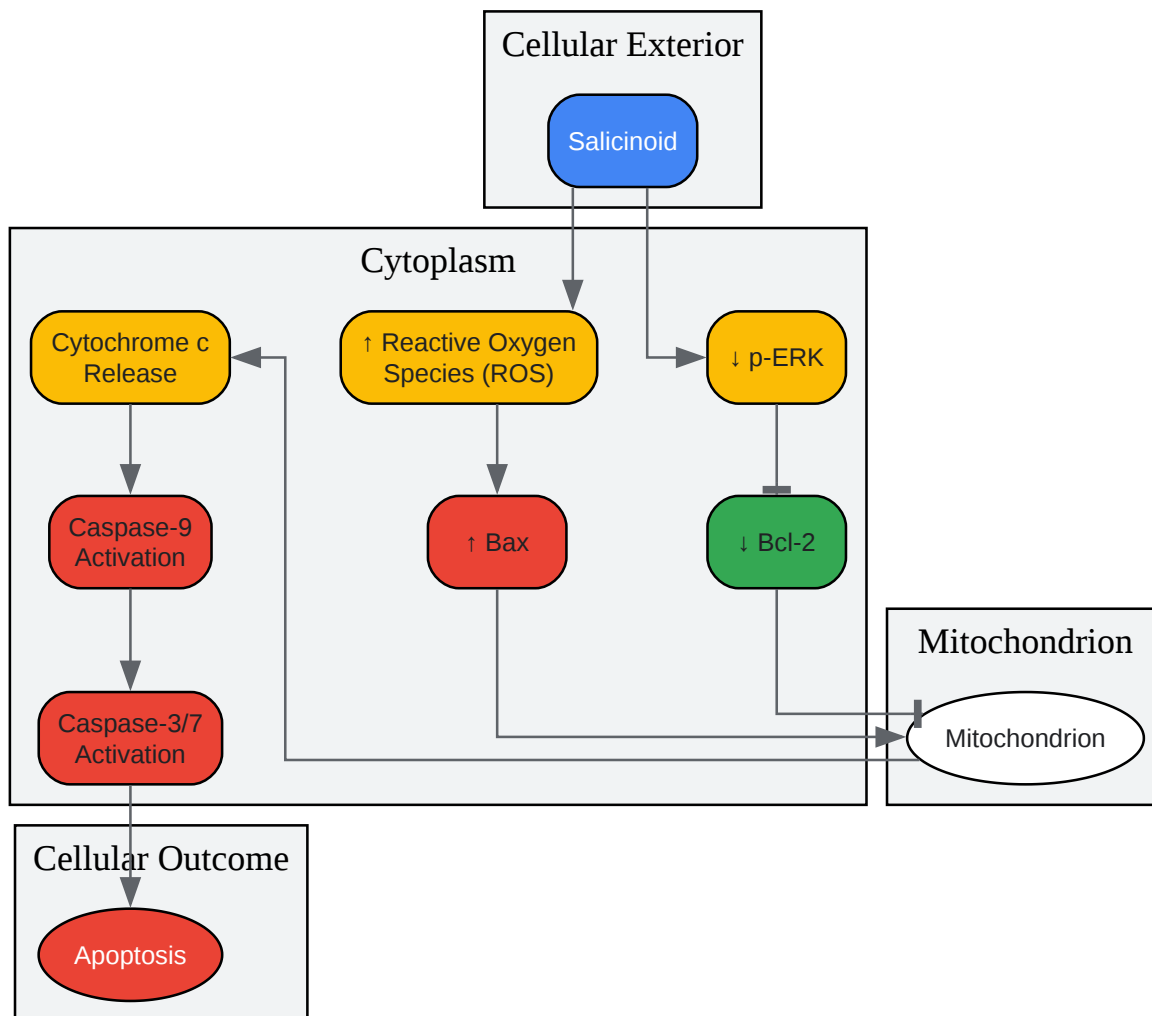 Cellular Exterior
Salicinoid
Cytoplasm
Cytochrome c
Release
↑ Reactive Oxygen
Species (ROS)
↓ p-ERK
Caspase-9
Activation
↑ Bax
↓ Bcl-2
Mitochondrion
Mitochondrion
Caspase-3/7
Activation
Cellular Outcome
Apoptosis